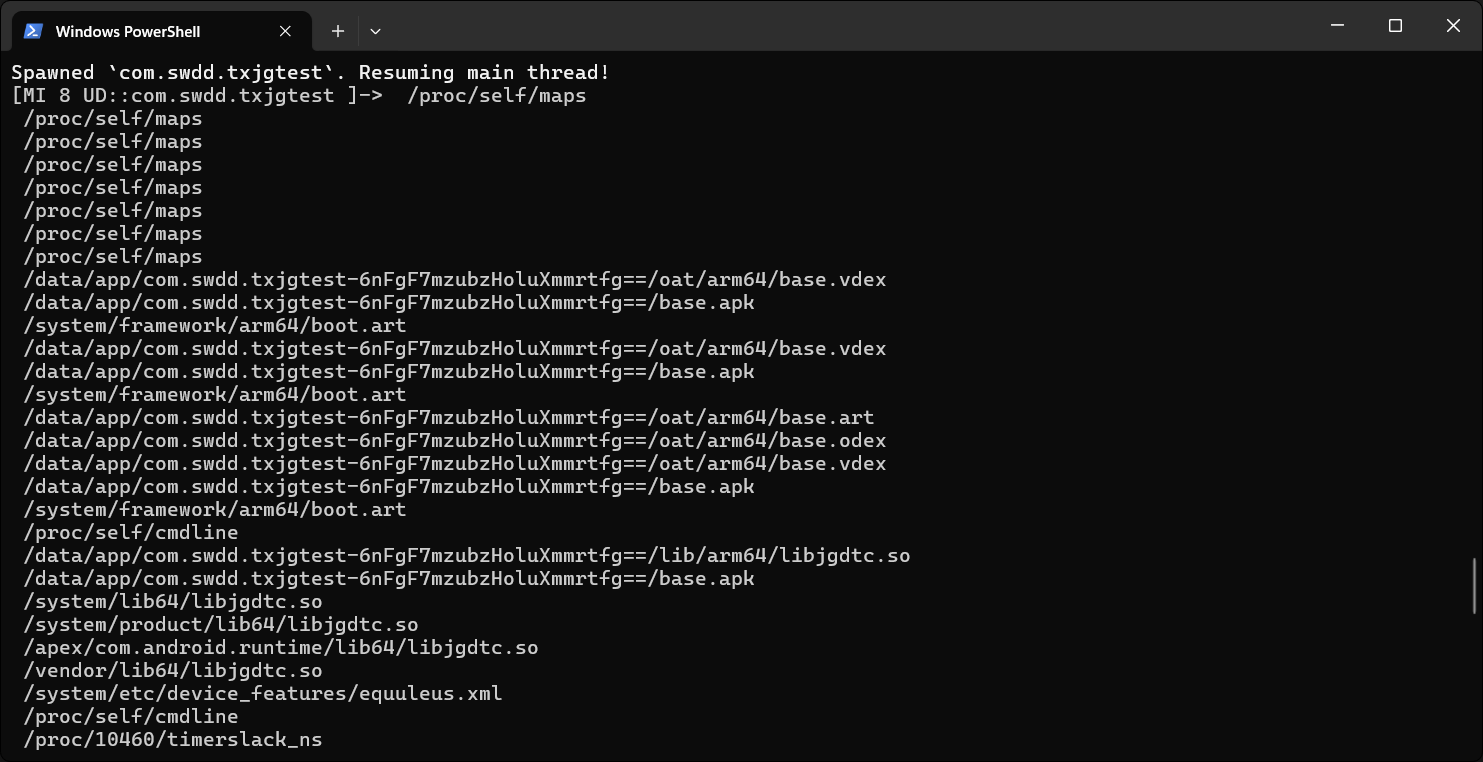 Windows PowerShell
Spawned `com.swdd.txjgtest`. Resuming main thread!
[MI 8 UD::com.swdd.txjgtest ]->  /proc/self/maps
/proc/self/maps
/proc/self/maps
/proc/self/maps
/proc/self/maps
/proc/self/maps
/proc/self/maps
/proc/self/maps
/data/app/com.swdd.txjgtest-6nFgF7mzubzHoluXmmrtfg==/oat/arm64/base.vdex
/data/app/com.swdd.txjgtest-6nFgF7mzubzHoluXmmrtfg==/base.apk
/system/framework/arm64/boot.art
/data/app/com.swdd.txjgtest-6nFgF7mzubzHoluXmmrtfg==/oat/arm64/base.vdex
/data/app/com.swdd.txjgtest-6nFgF7mzubzHoluXmmrtfg==/base.apk
/system/framework/arm64/boot.art
/data/app/com.swdd.txjgtest-6nFgF7mzubzHoluXmmrtfg==/oat/arm64/base.art
/data/app/com.swdd.txjgtest-6nFgF7mzubzHoluXmmrtfg==/oat/arm64/base.odex
/data/app/com.swdd.txjgtest-6nFgF7mzubzHoluXmmrtfg==/oat/arm64/base.vdex
/data/app/com.swdd.txjgtest-6nFgF7mzubzHoluXmmrtfg==/base.apk
/system/framework/arm64/boot.art
/proc/self/cmdline
/data/app/com.swdd.txjgtest-6nFgF7mzubzHoluXmmrtfg==/lib/arm64/libjgdtc.so
/data/app/com.swdd.txjgtest-6nFgF7mzubzHoluXmmrtfg==/base.apk
/system/lib64/libjgdtc.so
/system/product/lib64/libjgdtc.so
/apex/com.android.runtime/lib64/libjgdtc.so
/vendor/lib64/libjgdtc.so
/system/etc/device_features/equuleus.xml
/proc/self/cmdline
/proc/10460/timerslack_ns